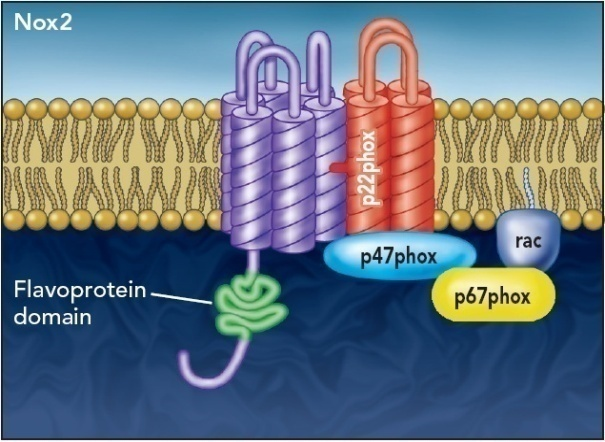 Nox2
p22phox
p47phox
rac
p67phox
Flavoprotein
domain